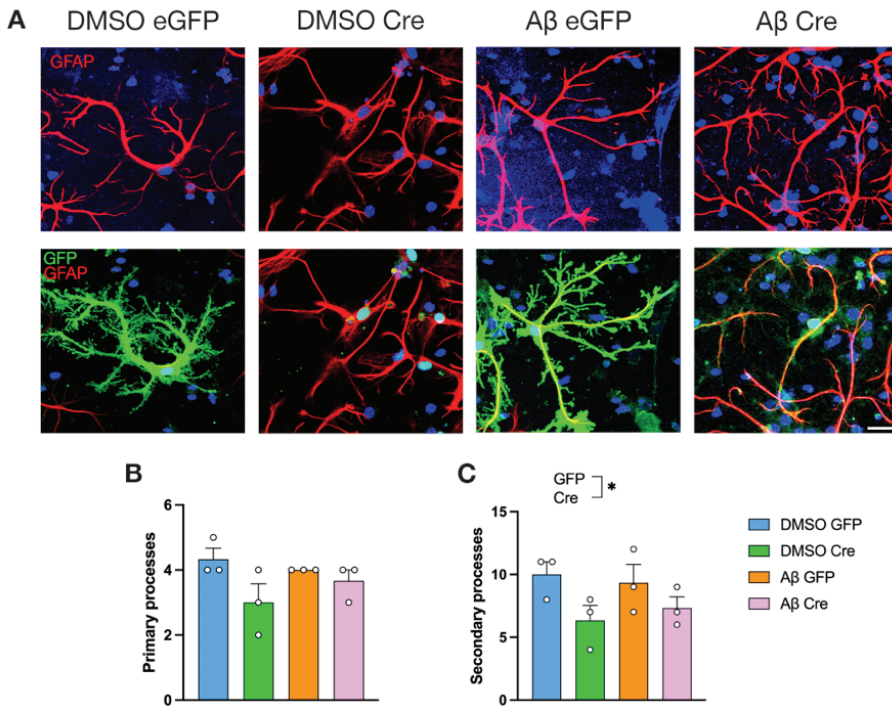 A
DMSO eGFP
DMSO Cre
Aβ eGFP
Aβ Cre
GFAP
GFP
GFAP
B
Primary processes
6
4
2
0
C
GFP
Cre
*
Secondary processes
15
10
5
0
DMSO GFP
DMSO Cre
Aβ GFP
Aβ Cre